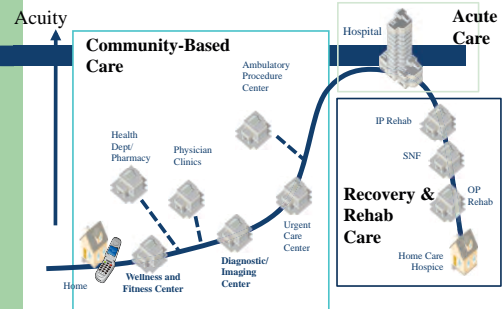 Acuity
Community-Based
Care
Hospital
Acute
Care
Ambulatory
Procedure
Center
Health
Dept/
Pharmacy
Physician
Clinics
IP Rehab
SNF
OP
Rehab
Recovery &
Rehab
Care
Urgent
Care
Center
Home Care
Hospice
Diagnostic/
Imaging
Center
Wellness and
Fitness Center
Home